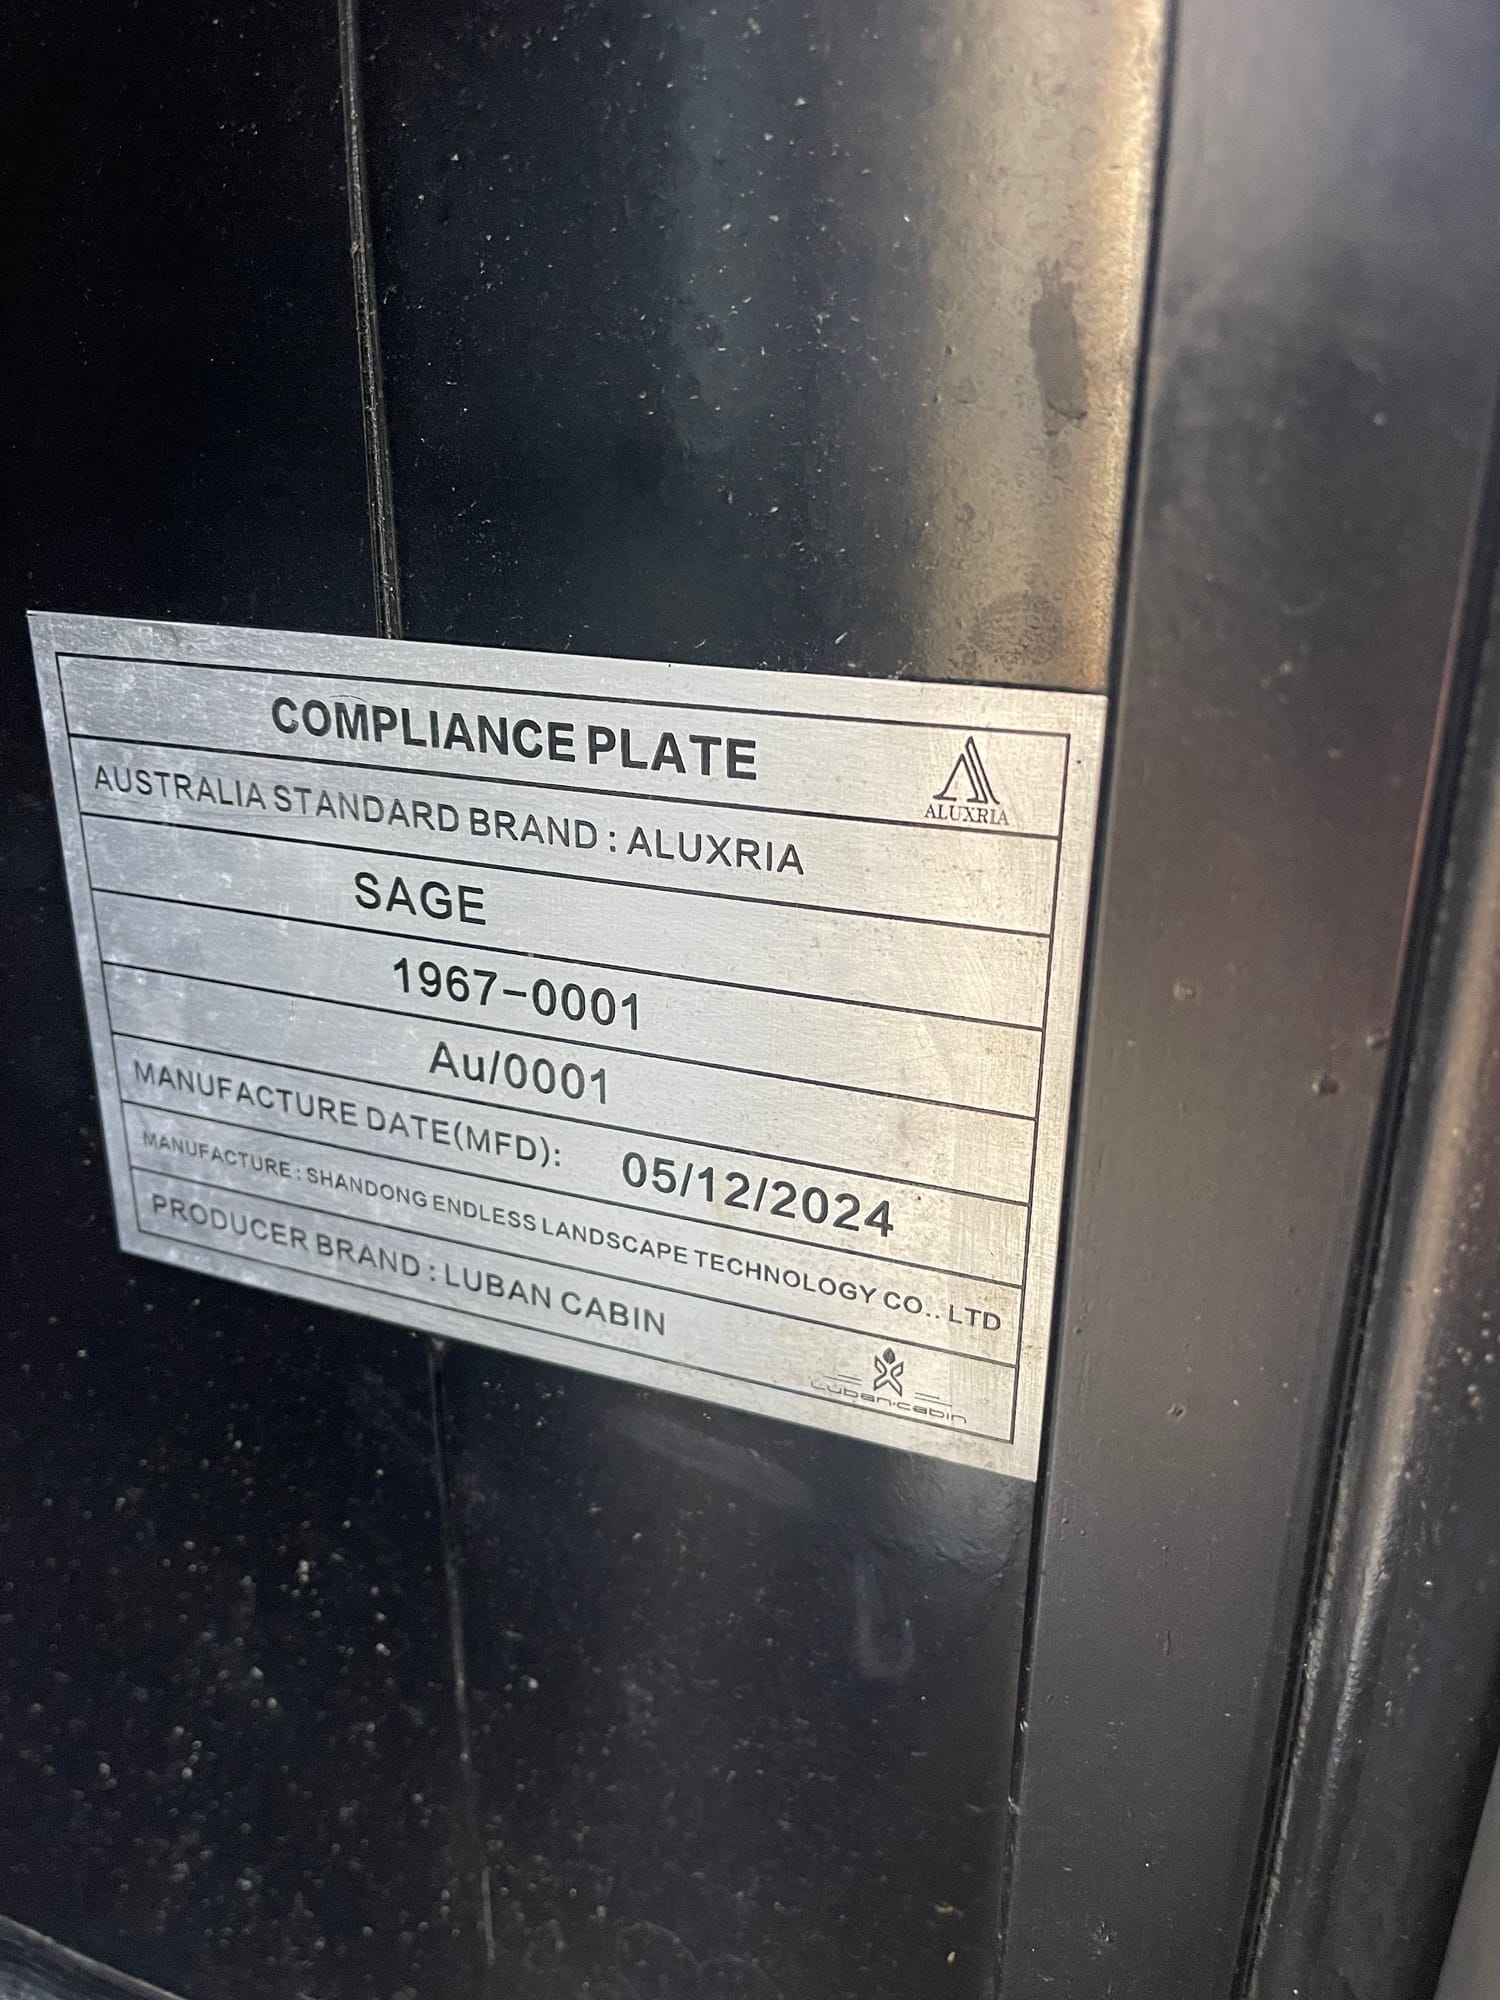 COMPLIANCE PLATE
ALUXRIA
AUSTRALIA STANDARD BRAND : ALUXRIA
SAGE
1967-0001
Au/0001
MANUFACTURE DATE(MFD): 05/12/2024
MANUFACTURE : SHANDONG ENDLESS LANDSCAPE TECHNOLOGY CO.. LTD
PRODUCER BRAND : LUBAN CABIN
Luban·cabin